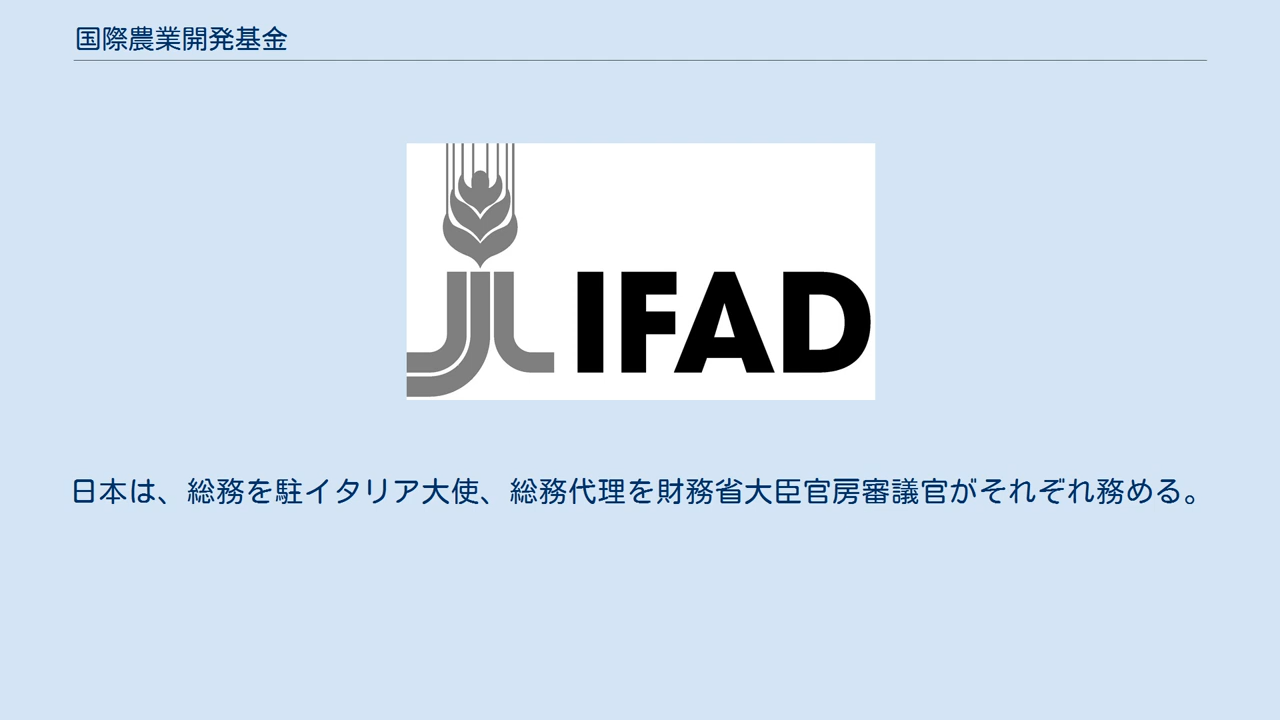 国際農業開発基金
IFAD
日本は、総務を駐イタリア大使、総務代理を財務省大臣官房審議官がそれぞれ務める。